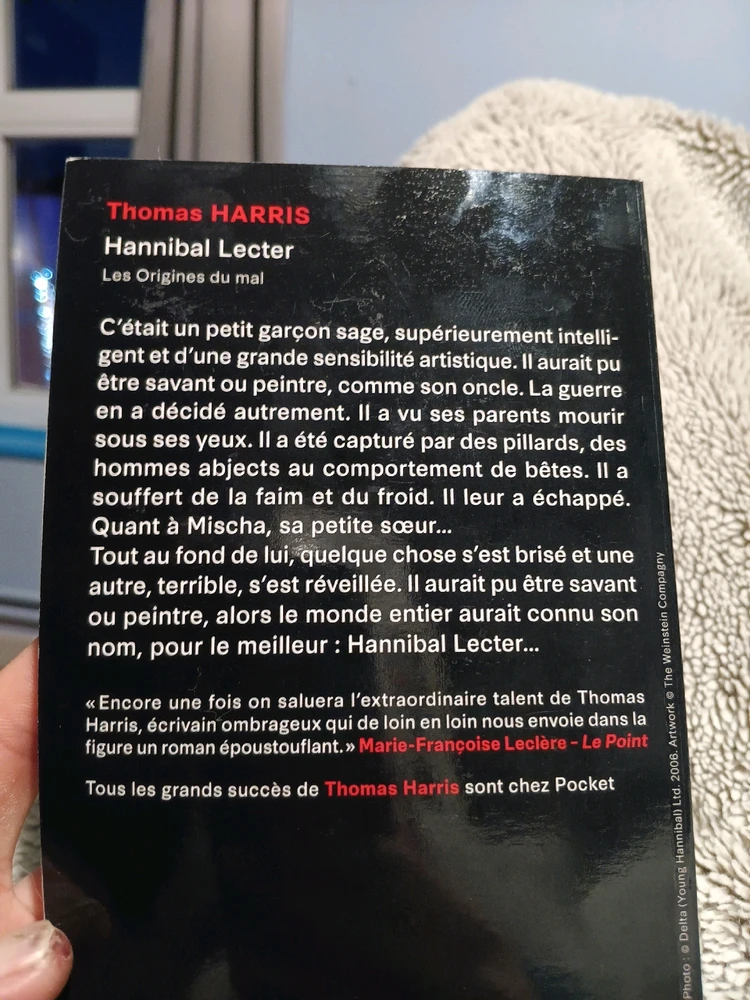 Thomas HARRIS
Hannibal Lecter
Les Origines du mal
C'était un petit garçon sage, supérieurement intelli-
gent et d'une grande sensibilité artistique. Il aurait pu
être savant ou peintre, comme son oncle. La guerre
en a décidé autrement. Il a vu ses parents mourir
sous ses yeux. Il a été capturé par des pillards, des
hommes abjects au comportement de bêtes. Il a
souffert de la faim et du froid. Il leur a échappé.
Quant à Mischa, sa petite sœur...
Tout au fond de lui, quelque chose s'est brisé et une
autre, terrible, s'est réveillée. Il aurait pu être savant
ou peintre, alors le monde entier aurait connu son
nom, pour le meilleur : Hannibal Lecter...
« Encore une fois on saluera l'extraordinaire talent de Thomas
Harris, écrivain ombrageux qui de loin en loin nous envoie dans la
figure un roman époustouflant. » Marie-Françoise Leclère - Le Point
Tous les grands succès de Thomas Harris sont chez Pocket
Photo : © Delta (Young Hannibal) Ltd. 2006. Artwork © The Weinstein Compagny